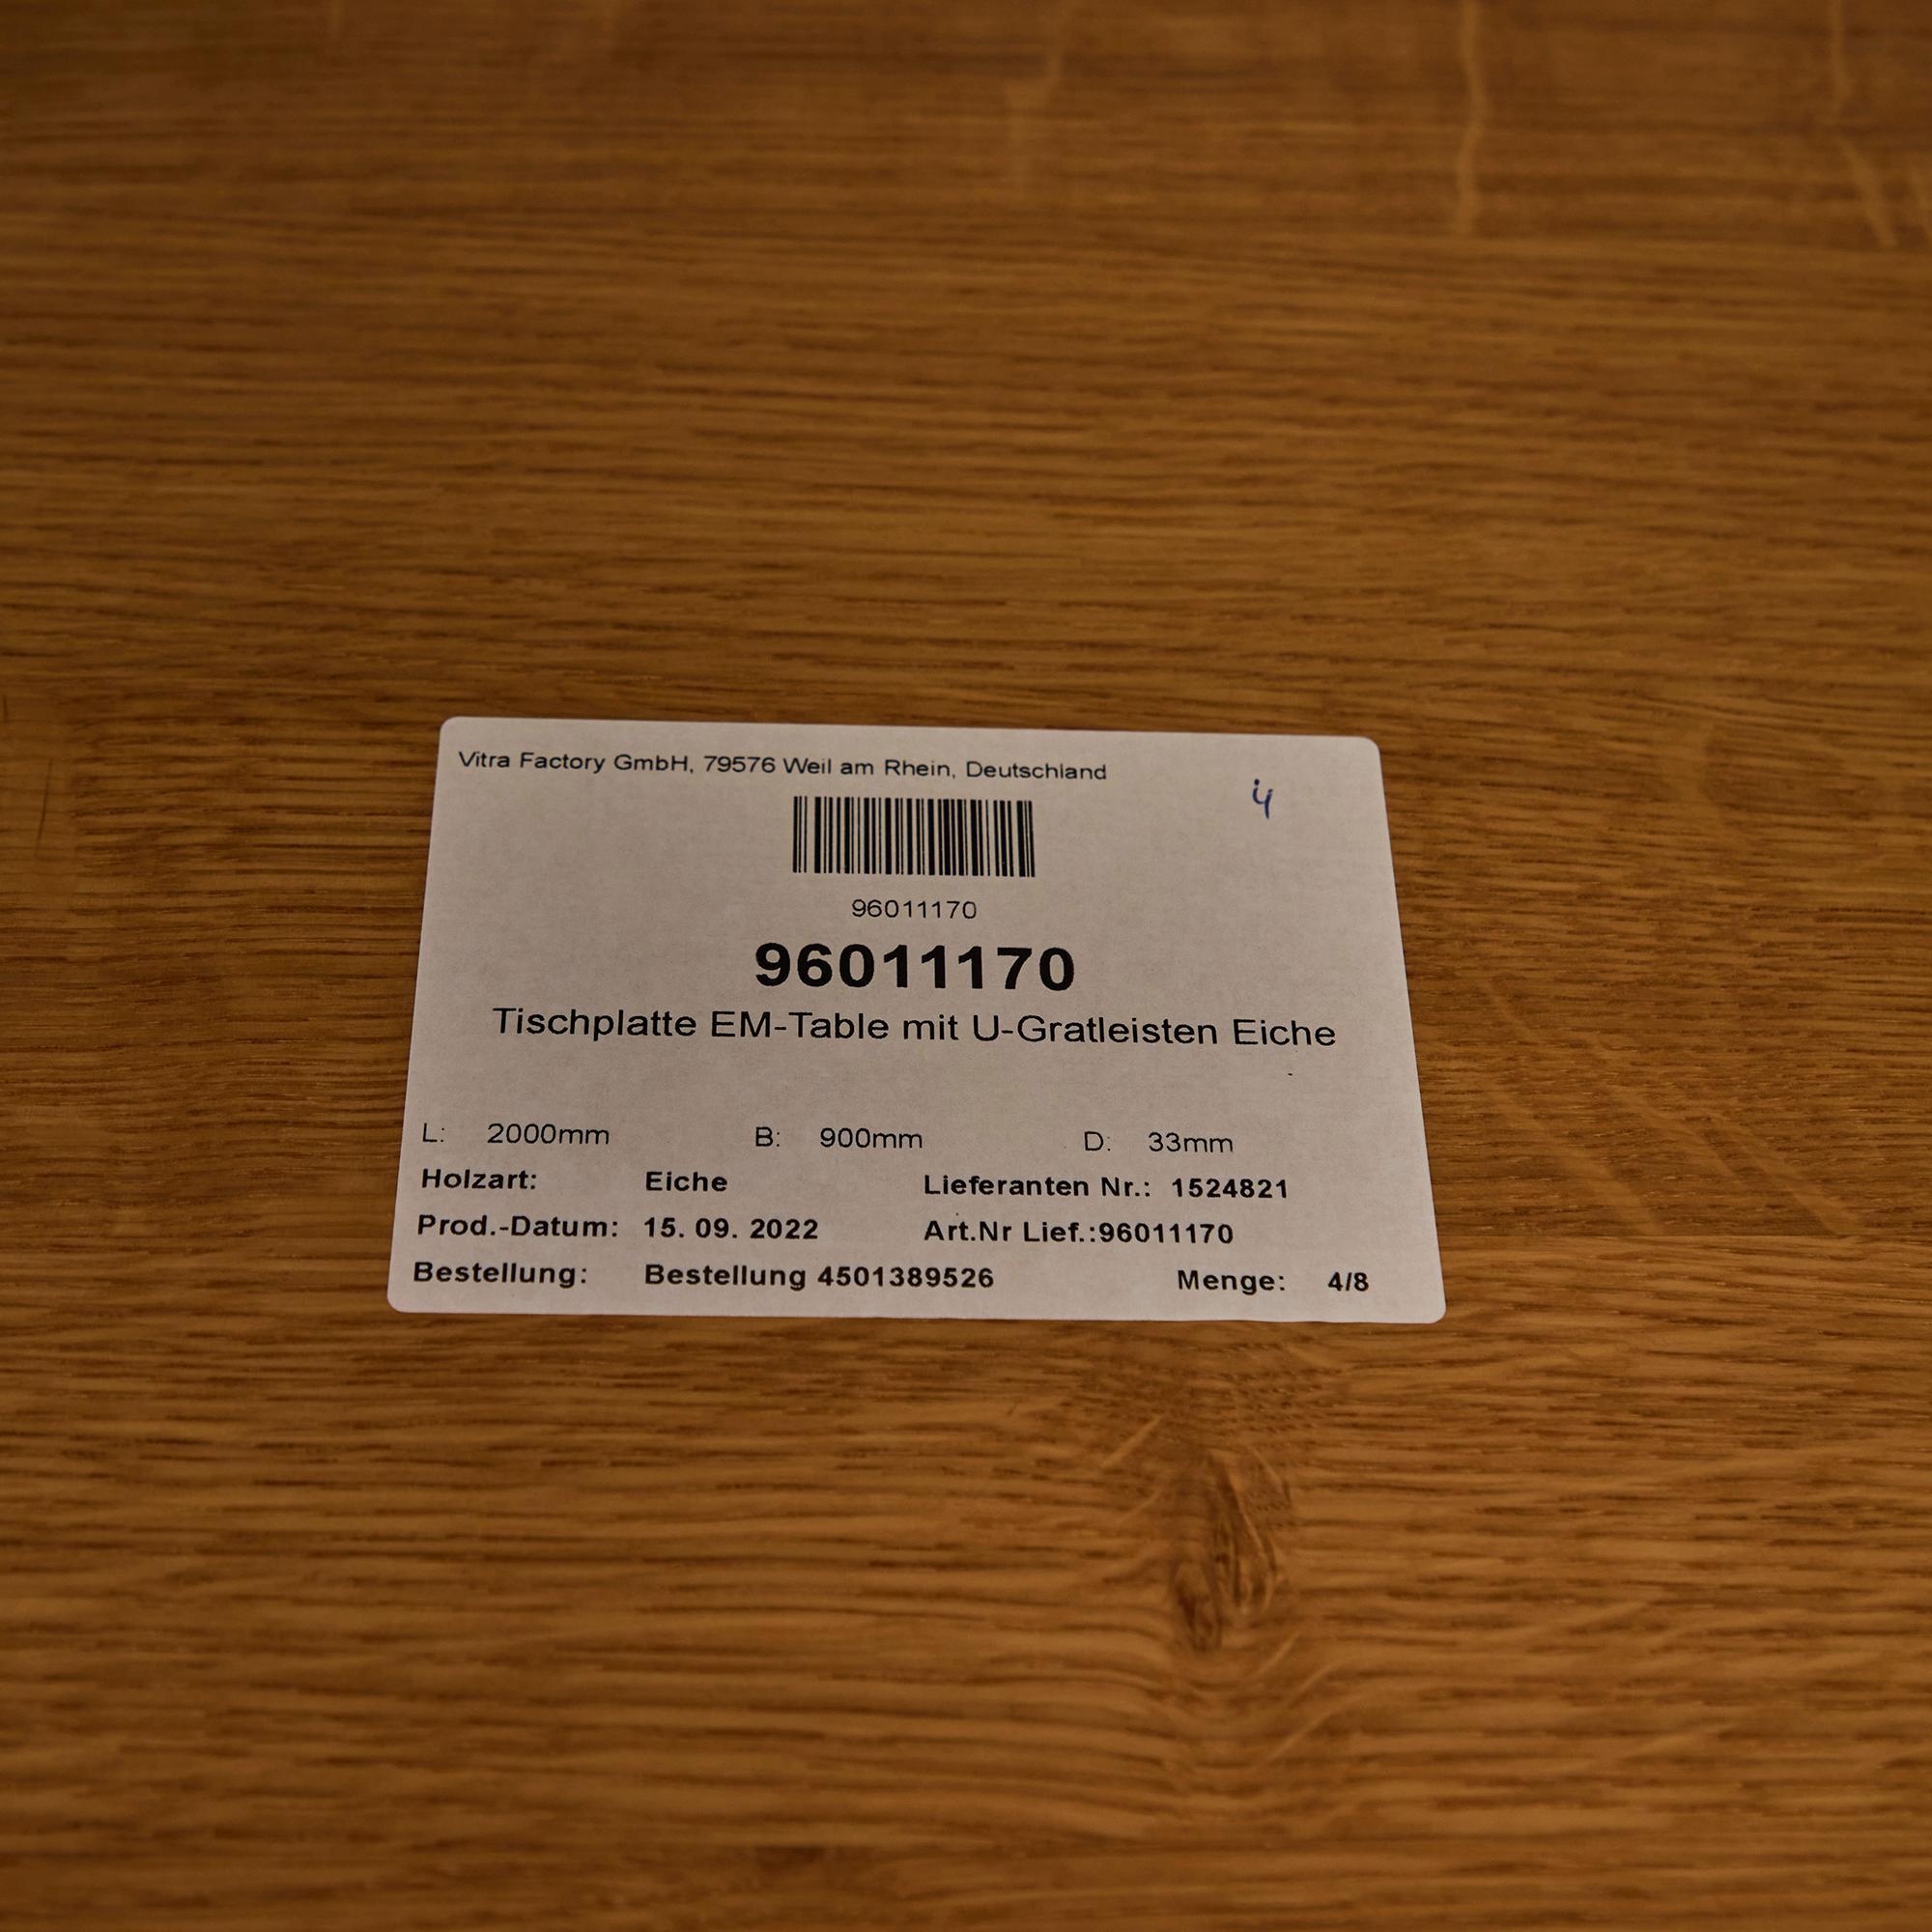 Vitra Factory GmbH, 79576 Weil am Rhein, Deutschland
96011170
96011170
Tischplatte EM-Table mit U-Gratleisten Eiche
L: 2000mm B: 900mm D: 33mm
Holzart: Eiche Lieferanten Nr.: 1524821
Prod.-Datum: 15. 09. 2022 Art.Nr Lief.:96011170
Bestellung: Bestellung 4501389526 Menge: 4/8